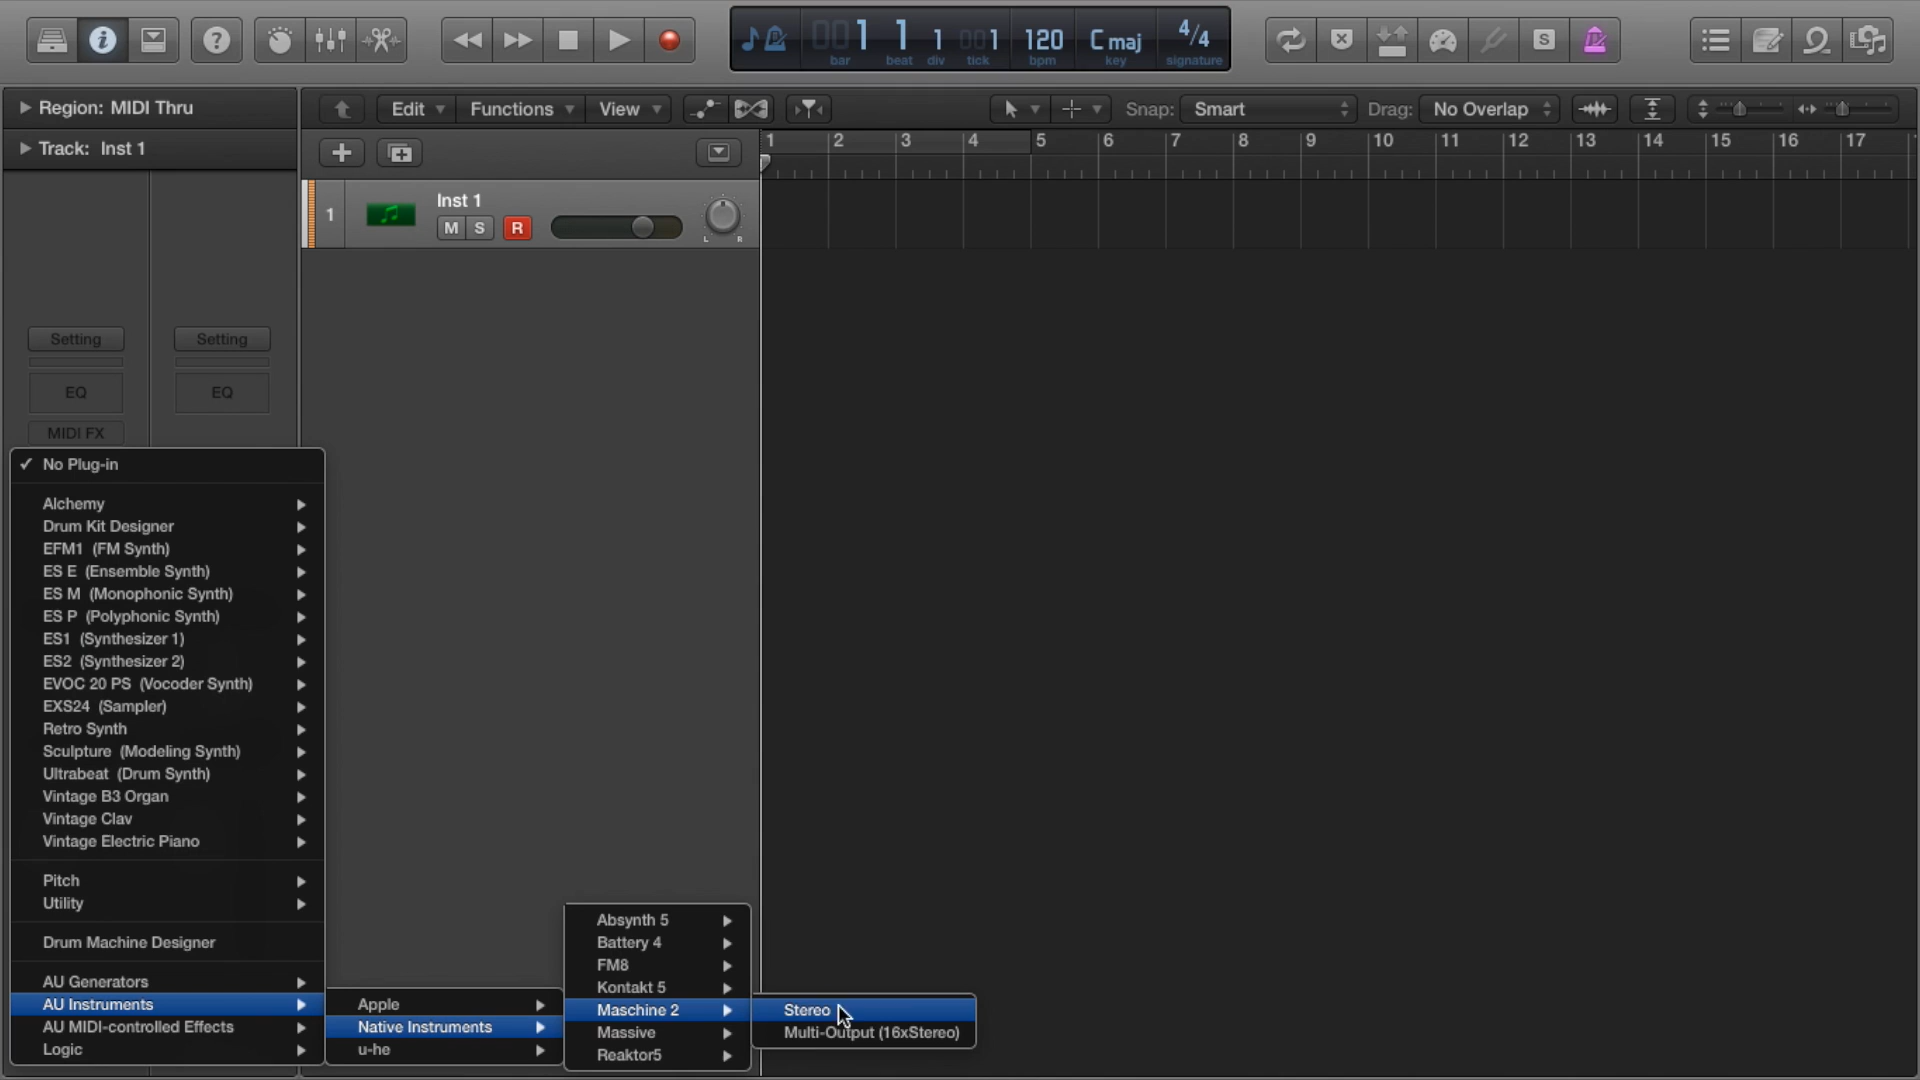 001 1 1 001 120 C maj 4/4
bar beat div tick bpm key signature
S
Region: MIDI Thru
Edit Functions View Snap: Smart Drag: No Overlap
Track: Inst 1
1 2 3 4 5 6 7 8 9 10 11 12 13 14 15 16 17
1 Inst 1
M S R
L R
Setting Setting
EQ EQ
MIDI FX
✓ No Plug-in
Alchemy
Drum Kit Designer
EFM1 (FM Synth)
ES E (Ensemble Synth)
ES M (Monophonic Synth)
ES P (Polyphonic Synth)
ES1 (Synthesizer 1)
ES2 (Synthesizer 2)
EVOC 20 PS (Vocoder Synth)
EXS24 (Sampler)
Retro Synth
Sculpture (Modeling Synth)
Ultrabeat (Drum Synth)
Vintage B3 Organ
Vintage Clav
Vintage Electric Piano
Pitch
Utility
Drum Machine Designer
AU Generators
AU Instruments
AU MIDI-controlled Effects
Logic
Apple
Native Instruments
u-he
Absynth 5
Battery 4
FM8
Kontakt 5
Maschine 2
Massive
Reaktor5
Stereo
Multi-Output (16xStereo)